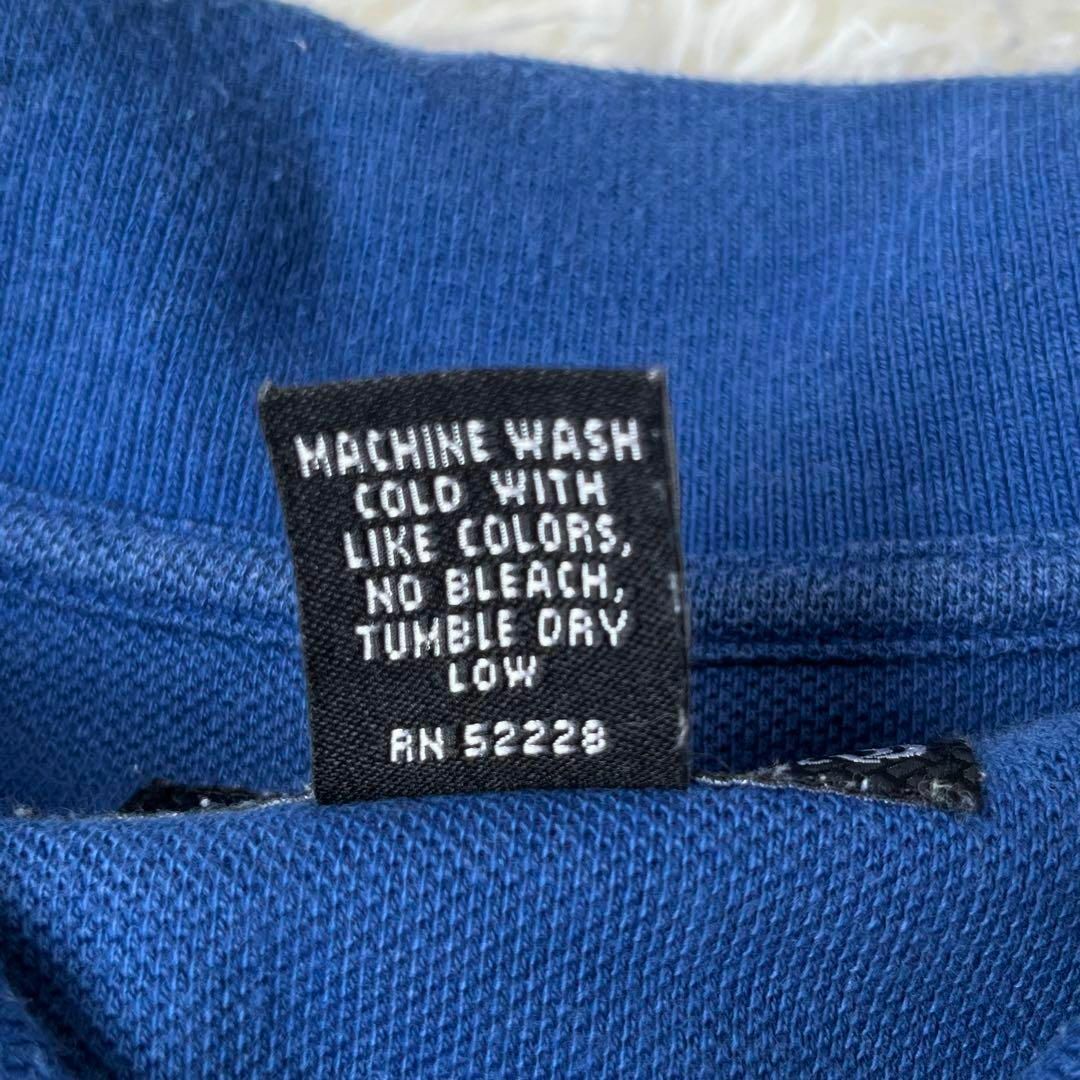 MACHINE WASH
COLD WITH
LIKE COLORS,
NO BLEACH,
TUMBLE DRY
LOW
RN 52228